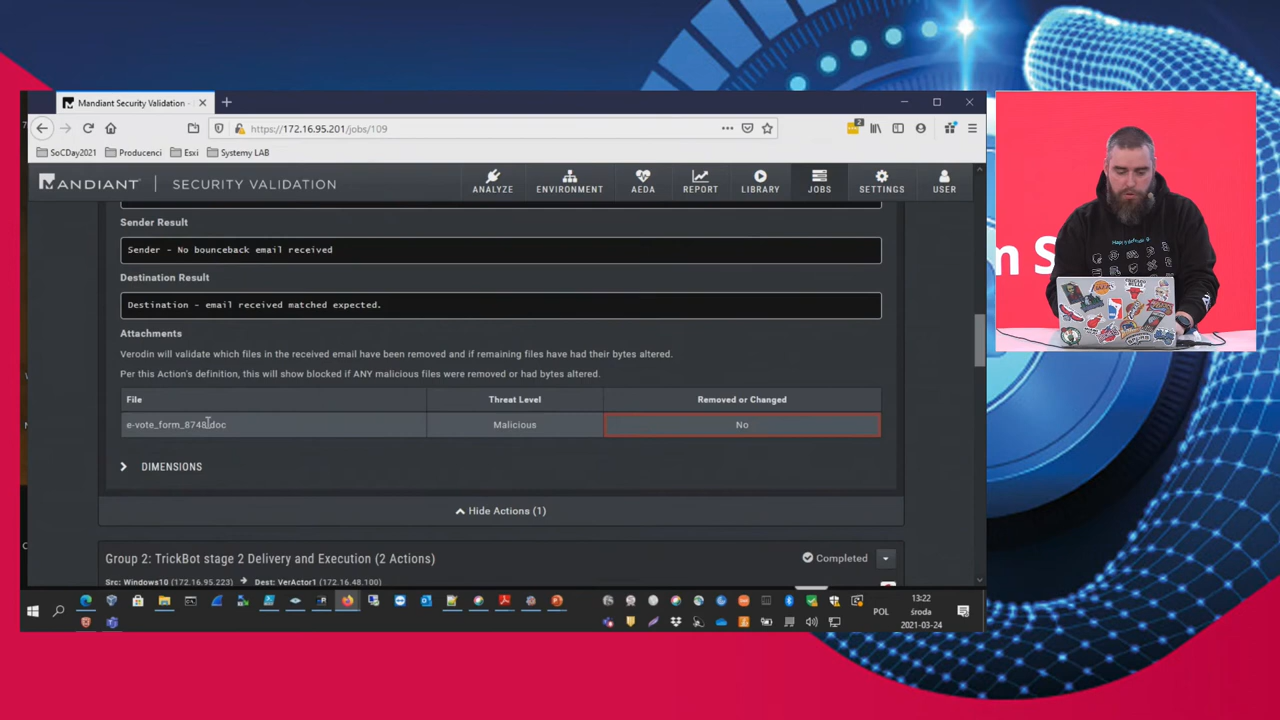 Mandiant Security Validation -
https://172.16.95.201/jobs/109
2
SoCDay2021
Producenci
Esxi
Systemy LAB
MANDIANT
SECURITY VALIDATION
ANALYZE
ENVIRONMENT
AEDA
REPORT
LIBRARY
JOBS
SETTINGS
USER
Sender Result
Sender - No bounceback email received
Destination Result
Destination - email received matched expected.
Attachments
Verodin will validate which files in the received email have been removed and if remaining files have had their bytes altered.
Per this Action's definition, this will show blocked if ANY malicious files were removed or had bytes altered.
File
Threat Level
Removed or Changed
e-vote_form_8748.doc
Malicious
No
DIMENSIONS
Hide Actions (1)
Group 2: TrickBot stage 2 Delivery and Execution (2 Actions)
Completed
Src: Windows10 (172.16.95.223)
Dest: VerActor1 (172.16.48.100)
POL
13:22
środa
2021-03-24
m S